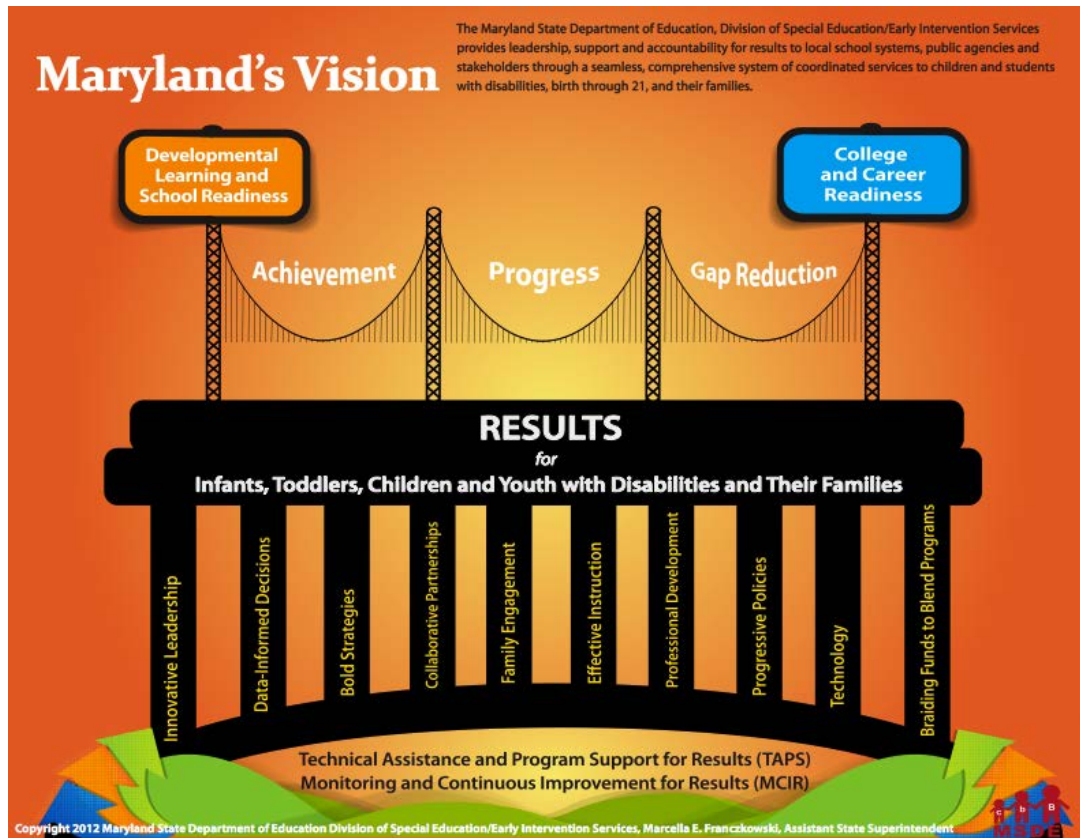 Maryland's Vision
The Maryland State Department of Education, Division of Special Education/Early Intervention Services
provides leadership, support and accountability for results to local school systems, public agencies and
stakeholders through a seamless, comprehensive system of coordinated services to children and students
with disabilities, birth through 21, and their families.
Developmental
Learning and
School Readiness
College
and Career
Readiness
Achievement
Progress
Gap Reduction
RESULTS
for
Infants, Toddlers, Children and Youth with Disabilities and Their Families
Innovative Leadership
Data-Informed Decisions
Bold Strategies
Collaborative Partnerships
Family Engagement
Effective Instruction
Professional Development
Progressive Policies
Technology
Braiding Funds to Blend Programs
Technical Assistance and Program Support for Results (TAPS)
Monitoring and Continuous Improvement for Results (MCIR)
c b B
Copyright 2012 Maryland State Department of Education Division of Special Education/Early Intervention Services, Marcella E. Franczkowski, Assistant State Superintendent